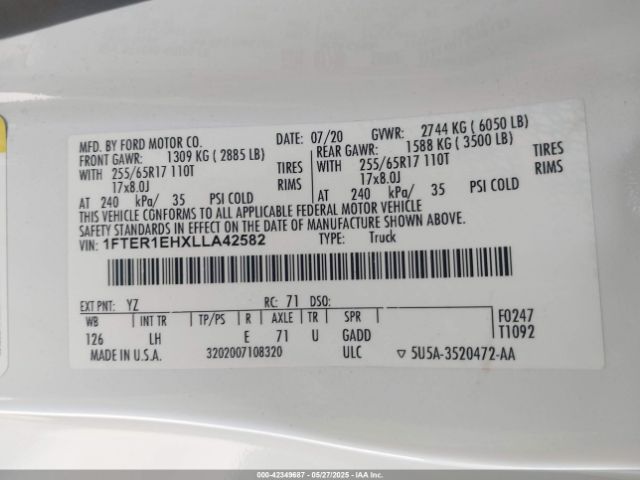 MFD. BY FORD MOTOR CO. DATE: 07/20 GVWR: 2744 KG ( 6050 LB)
FRONT GAWR: 1309 KG ( 2885 LB) REAR GAWR: 1588 KG ( 3500 LB)
WITH 255/65R17 110T TIRES WITH 255/65R17 110T TIRES
17x8.0J RIMS 17x8.0J RIMS
AT 240 kPa/ 35 PSI COLD AT 240 kPa/ 35 PSI COLD
THIS VEHICLE CONFORMS TO ALL APPLICABLE FEDERAL MOTOR VEHICLE
SAFETY STANDARDS IN EFFECT ON THE DATE OF MANUFACTURE SHOWN ABOVE.
VIN: 1FTER1EHXLLA42582 TYPE: Truck
EXT PNT: YZ RC: 71 DSO:
WB INT TR TP/PS R AXLE TR SPR F0247
126 LH E 71 U GADD T1092
MADE IN U.S.A. 3202007108320 ULC ▽ 5U5A-3520472-AA
000-42349687 - 05/27/2025 - IAA, Inc.